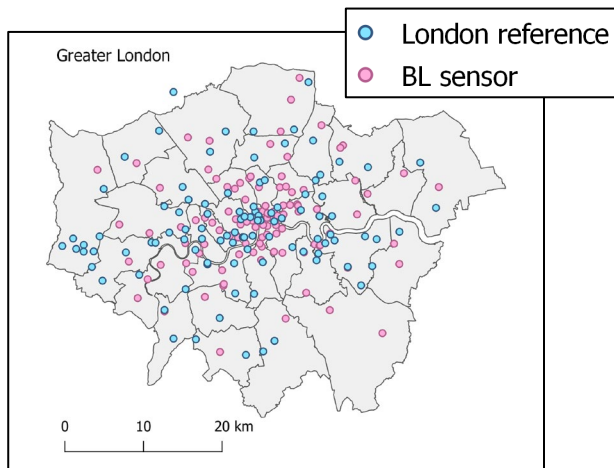 London reference
BL sensor
Greater London
0 10 20 km